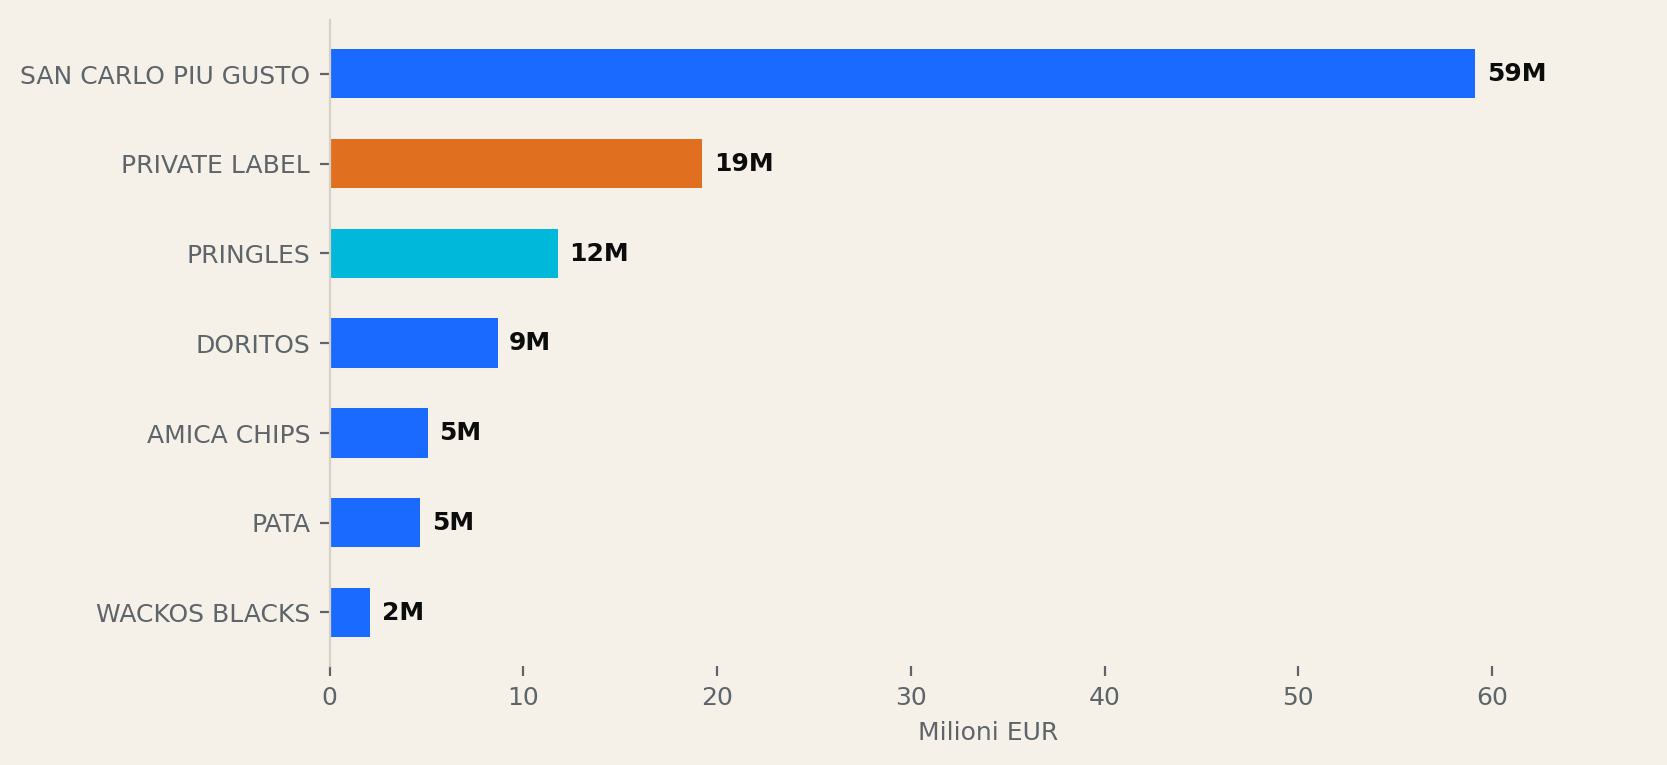 SAN CARLO PIU GUSTO 59M
PRIVATE LABEL 19M
PRINGLES 12M
DORITOS 9M
AMICA CHIPS 5M
PATA 5M
WACKOS BLACKS 2M
0 10 20 30 40 50 60
Milioni EUR